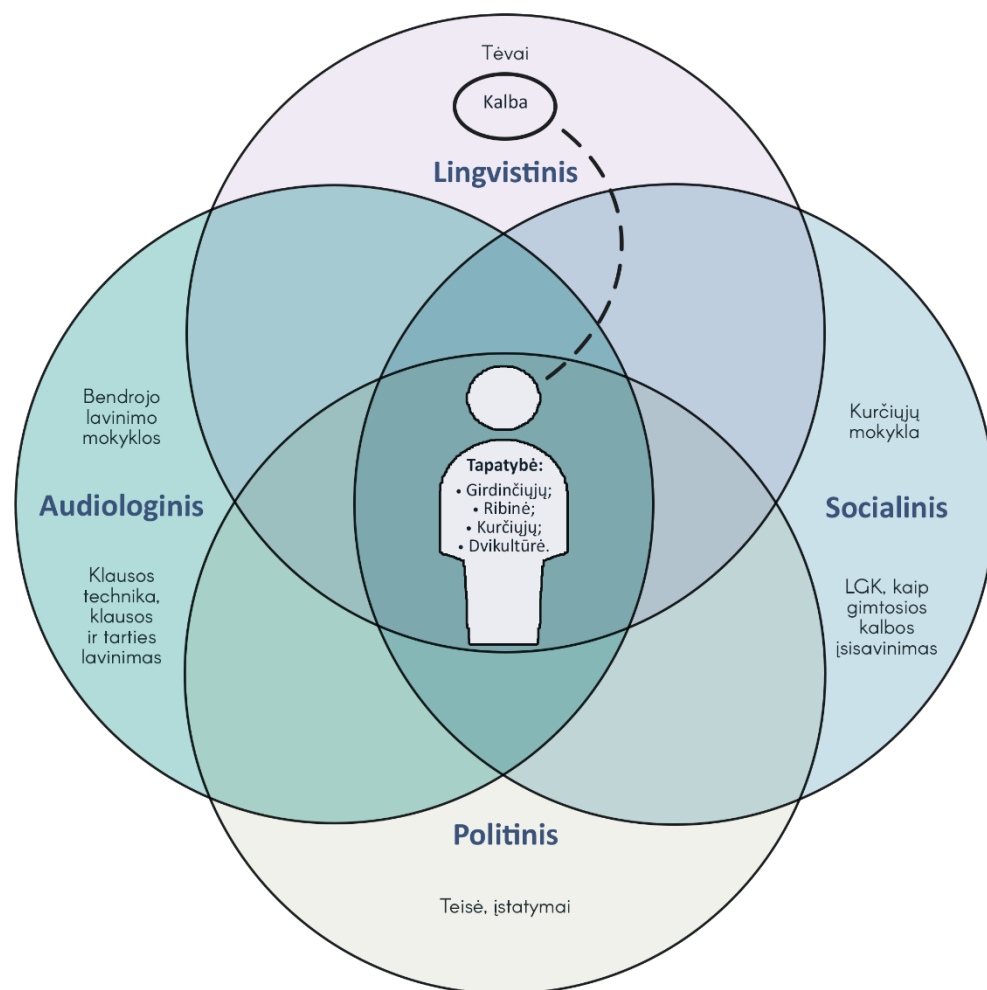 Tėvai
Kalba
Lingvistinis
Bendrojo
lavinimo
mokyklos
Audiologinis
Klausos
technika,
klausos
ir tarties
lavinimas
Tapatybė:
• Girdinčiųjų;
• Ribinė;
• Kurčiųjų;
• Dvikultūrė.
Kurčiųjų
mokykla
Socialinis
LGK, kaip
gimtosios
kalbos
įsisavinimas
Politinis
Teisė, įstatymai